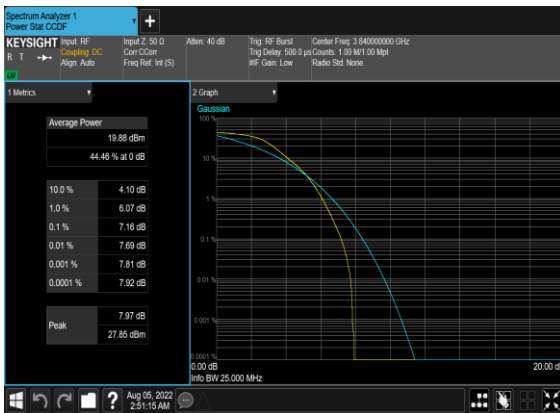 Spectrum Analyzer 1
Power Stat CCDF
KEYSIGHT
R T
LV
Input: RF
Coupling: DC
Align: Auto
Input Z: 50 Ω
Corr CCorr
Freq Ref: Int (S)
Atten: 40 dB
Trig: RF Burst
Trig Delay: 500.0 µs
#IF Gain: Low
Center Freq: 3.840000000 GHz
Counts: 1.00 M/1.00 Mpt
Radio Std: None
1 Metrics
Average Power
19.88 dBm
44.46 % at 0 dB
10.0 % 4.10 dB
1.0 % 6.07 dB
0.1 % 7.16 dB
0.01 % 7.69 dB
0.001 % 7.81 dB
0.0001 % 7.92 dB
Peak
7.97 dB
27.85 dBm
2 Graph
Gaussian
100 %
10 %
1 %
0.1 %
0.01 %
0.001 %
0.0001 %
0.00 dB 20.00 dB
Info BW 25.000 MHz
Aug 05, 2022
2:51:15 AM